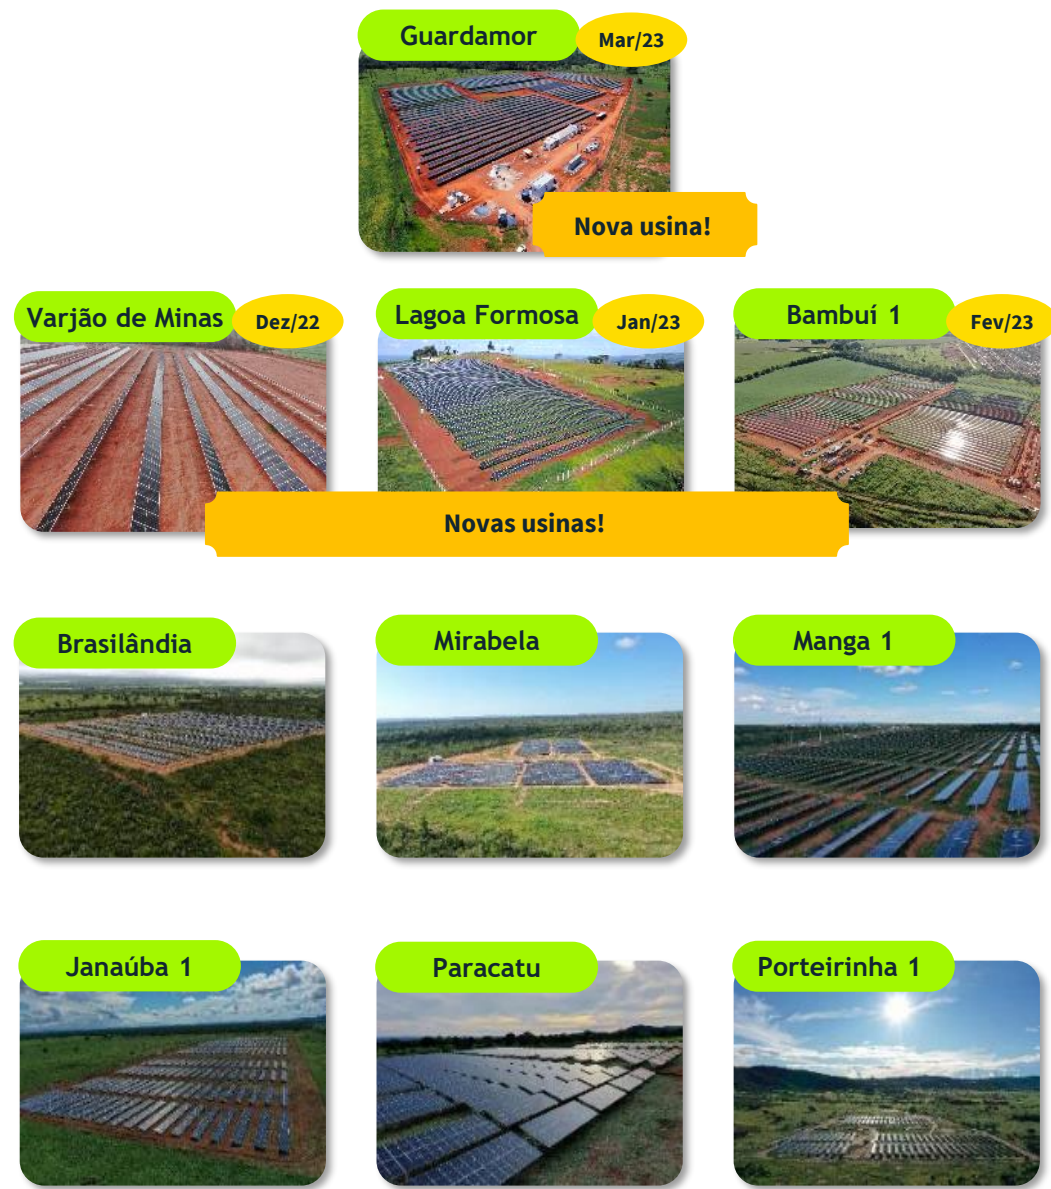 Guardamor
Mar/23
Nova usina!
Varjão de Minas
Dez/22
Lagoa Formosa
Jan/23
Bambuí 1
Fev/23
Novas usinas!
Brasilândia
Mirabela
Manga 1
Janaúba 1
Paracatu
Porteirinha 1